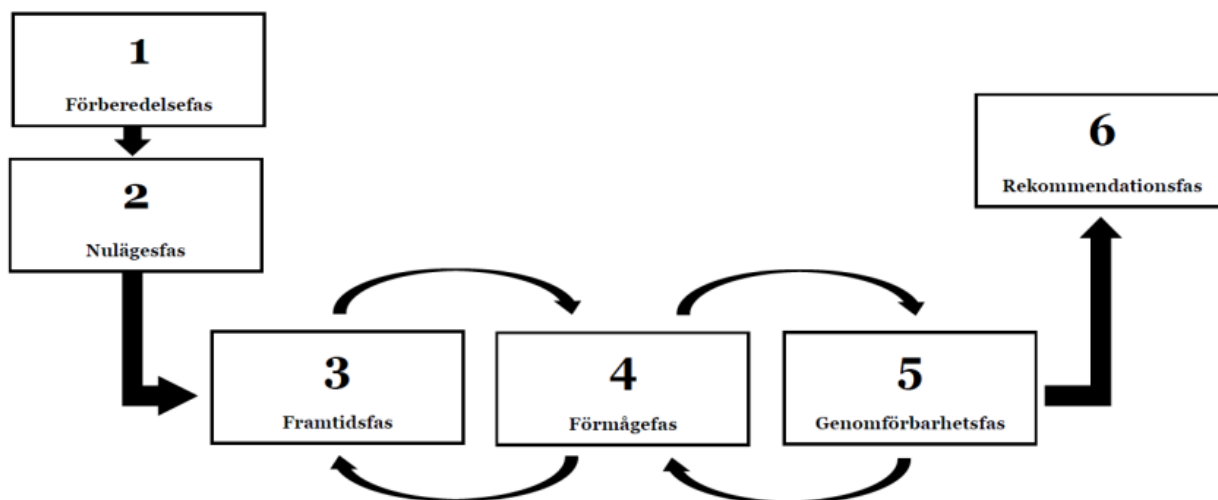 1
Förberedelsefas
2
Nulägesfas
3
Framtidsfas
4
Förmågefas
5
Genomförbarhetsfas
6
Rekommendationsfas